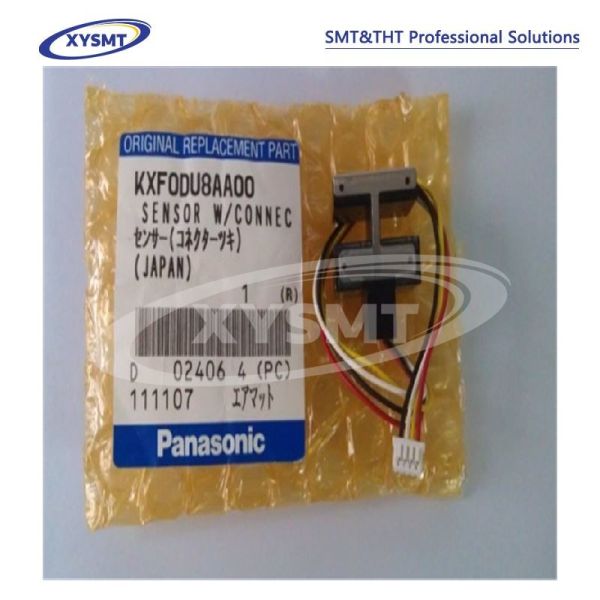 XYSMT
SMT&THT Professional Solutions
ORIGINAL REPLACEMENT PART
KXF0DU8AA00
SENSOR W/CONNEC
センサー(コネクターツキ)
(JAPAN)
1 (R)
XYSMT
D 02406 4 (PC)
111107 エアマット
Panasonic